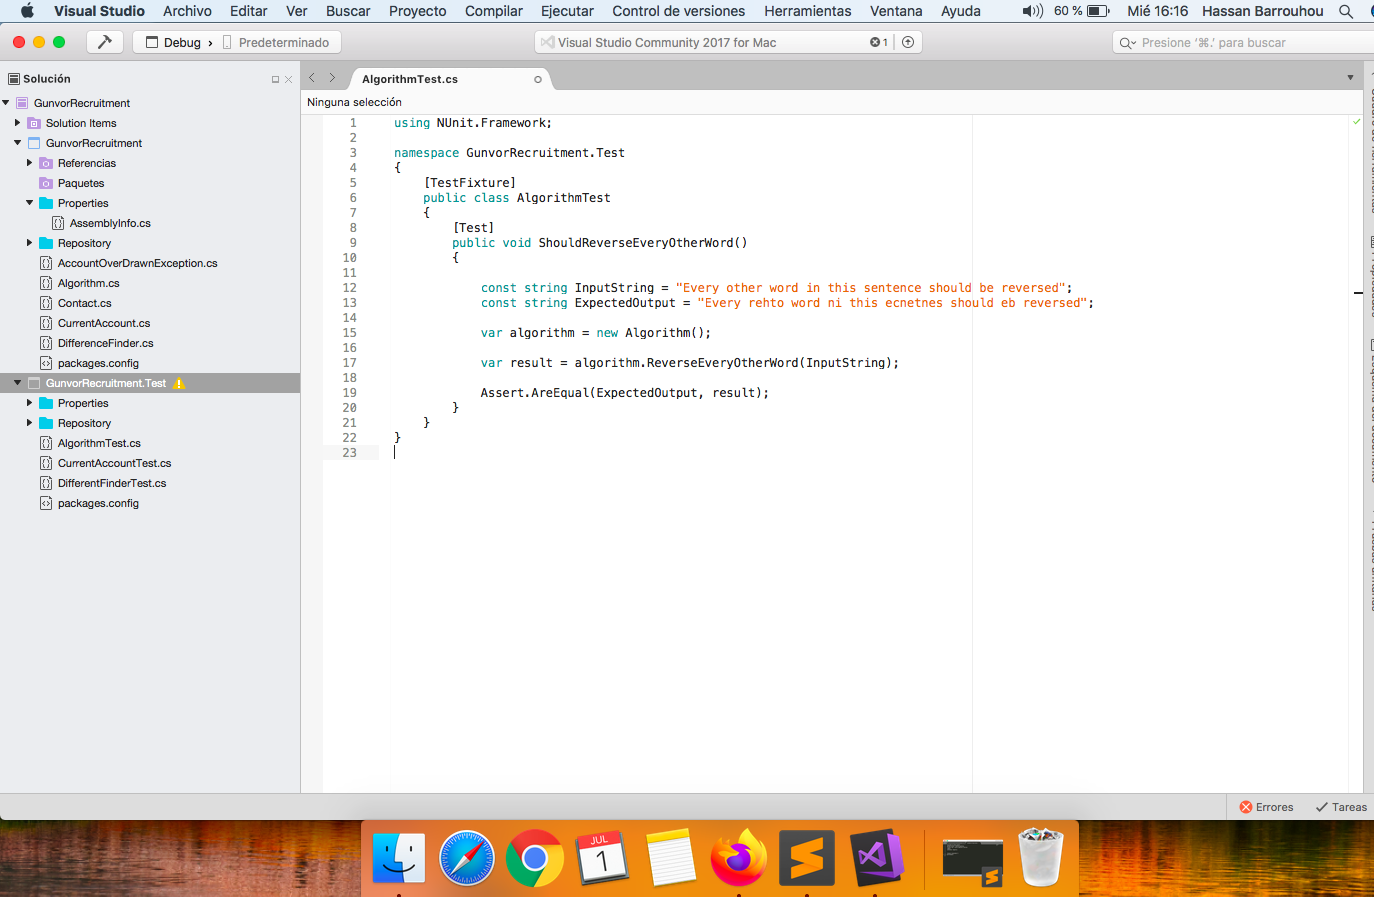 Visual Studio Archivo Editar Ver Buscar Proyecto Compilar Ejecutar Control de versiones Herramientas Ventana Ayuda 60 % Mié 16:16 Hassan Barrouhou
Debug › Predeterminado Visual Studio Community 2017 for Mac 1 Presione ‘⌘.’ para buscar
Solución
GunvorRecruitment
Solution Items
GunvorRecruitment
Referencias
Paquetes
Properties
AssemblyInfo.cs
Repository
AccountOverDrawnException.cs
Algorithm.cs
Contact.cs
CurrentAccount.cs
DifferenceFinder.cs
packages.config
GunvorRecruitment.Test
Properties
Repository
AlgorithmTest.cs
CurrentAccountTest.cs
DifferentFinderTest.cs
packages.config
AlgorithmTest.cs
Ninguna selección
1 using NUnit.Framework;
2
3 namespace GunvorRecruitment.Test
4 {
5 [TestFixture]
6 public class AlgorithmTest
7 {
8 [Test]
9 public void ShouldReverseEveryOtherWord()
10 {
11
12 const string InputString = "Every other word in this sentence should be reversed";
13 const string ExpectedOutput = "Every rehto word ni this ecnetnes should eb reversed";
14
15 var algorithm = new Algorithm();
16
17 var result = algorithm.ReverseEveryOtherWord(InputString);
18
19 Assert.AreEqual(ExpectedOutput, result);
20 }
21 }
22 }
23
Errores Tareas
JUL
1